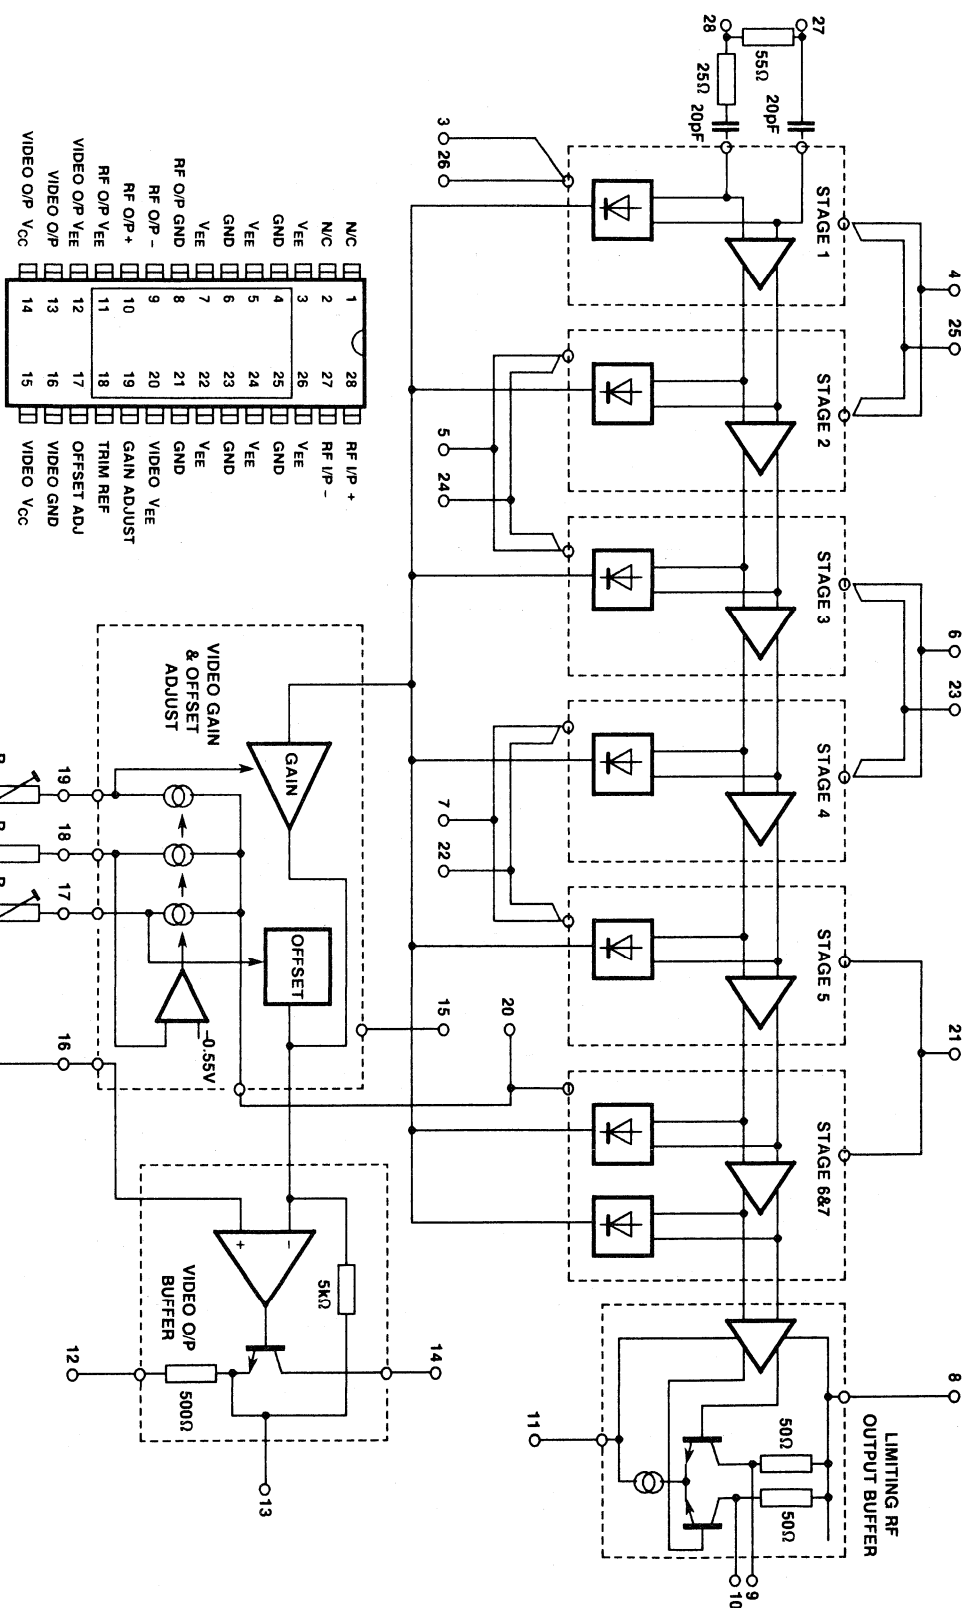 27
28
55Ω
25Ω
20pF
20pF
3
26
STAGE 1
4
25
STAGE 2
5
24
STAGE 3
6
23
STAGE 4
7
22
STAGE 5
21
20
15
STAGE 6&7
LIMITING RF
OUTPUT BUFFER
8
50Ω
50Ω
9
10
11
VIDEO GAIN
& OFFSET
ADJUST
GAIN
OFFSET
-0.55V
19
18
17
16
R
R
R
VIDEO O/P
BUFFER
+
−
5kΩ
500Ω
12
14
13
N/C 1 28 RF I/P +
N/C 2 27 RF I/P −
VEE 3 26 VEE
GND 4 25 GND
VEE 5 24 VEE
GND 6 23 GND
VEE 7 22 VEE
RF O/P GND 8 21 GND
RF O/P − 9 20 VIDEO VEE
RF O/P + 10 19 GAIN ADJUST
RF O/P VEE 11 18 TRIM REF
VIDEO O/P VEE 12 17 OFFSET ADJ
VIDEO O/P 13 16 VIDEO GND
VIDEO O/P VCC 14 15 VIDEO VCC